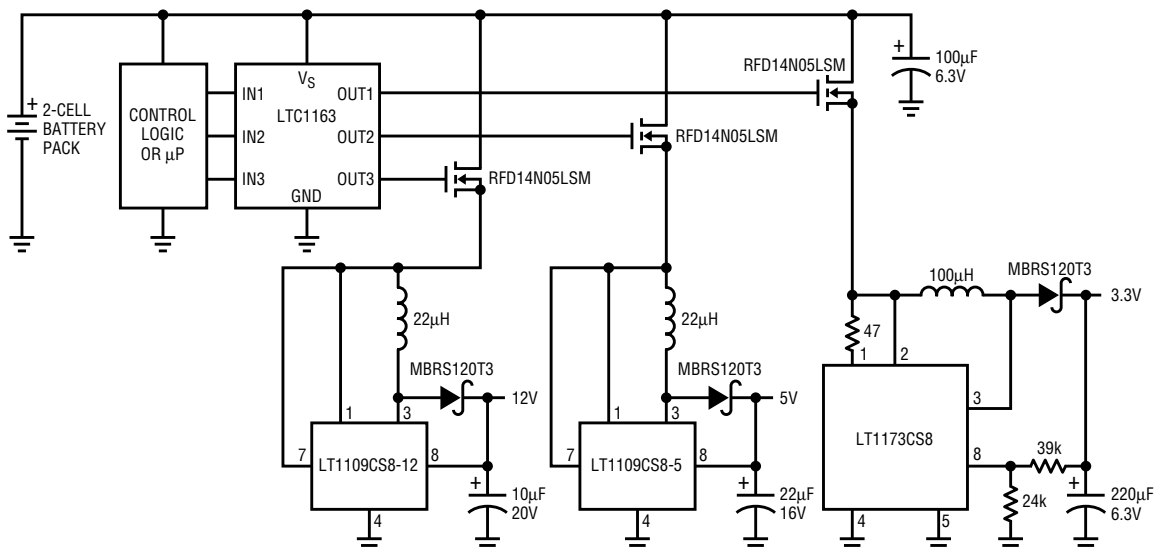 +
2-CELL
BATTERY
PACK
CONTROL
LOGIC
OR µP
IN1
IN2
IN3
VS
LTC1163
GND
OUT1
OUT2
OUT3
RFD14N05LSM
RFD14N05LSM
RFD14N05LSM
+
100µF
6.3V
22µH
MBRS120T3
12V
1
3
7
LT1109CS8-12
8
4
+
10µF
20V
22µH
MBRS120T3
5V
1
3
7
LT1109CS8-5
8
4
+
22µF
16V
100µH
MBRS120T3
3.3V
47
1
2
3
LT1173CS8
8
39k
24k
4
5
+
220µF
6.3V